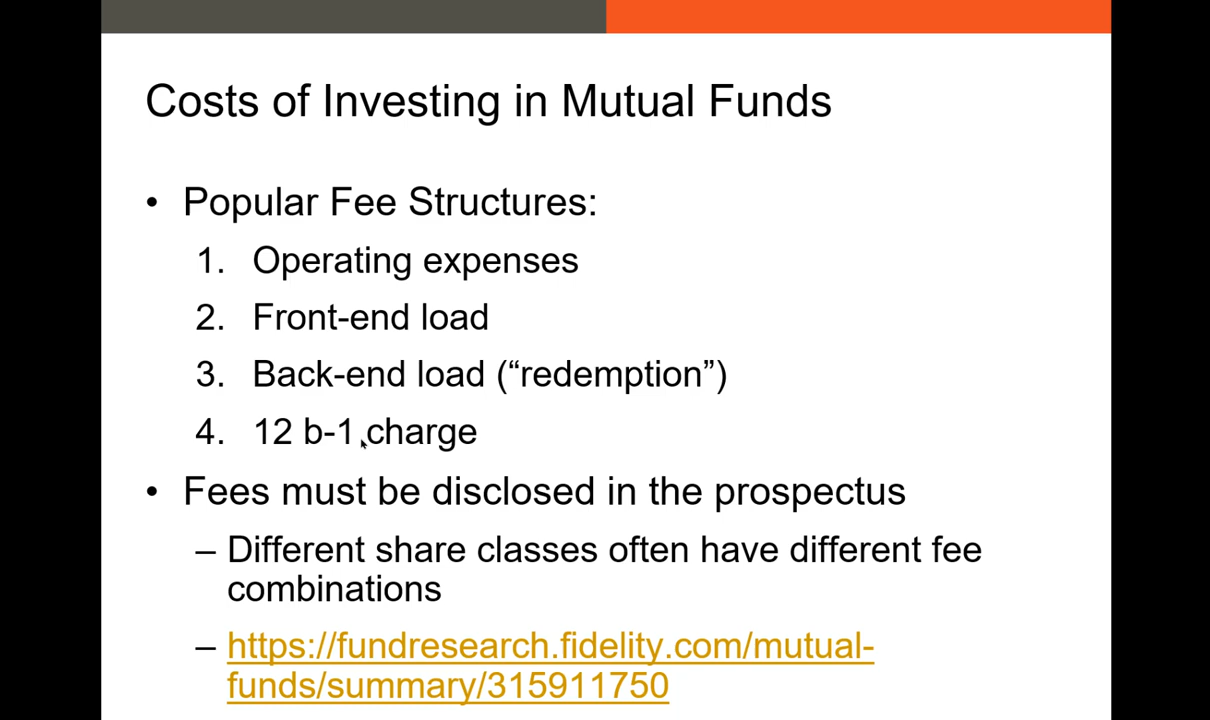 Costs of Investing in Mutual Funds
• Popular Fee Structures:
1. Operating expenses
2. Front-end load
3. Back-end load (“redemption”)
4. 12 b-1 charge
• Fees must be disclosed in the prospectus
– Different share classes often have different fee
combinations
– https://fundresearch.fidelity.com/mutual-
funds/summary/315911750